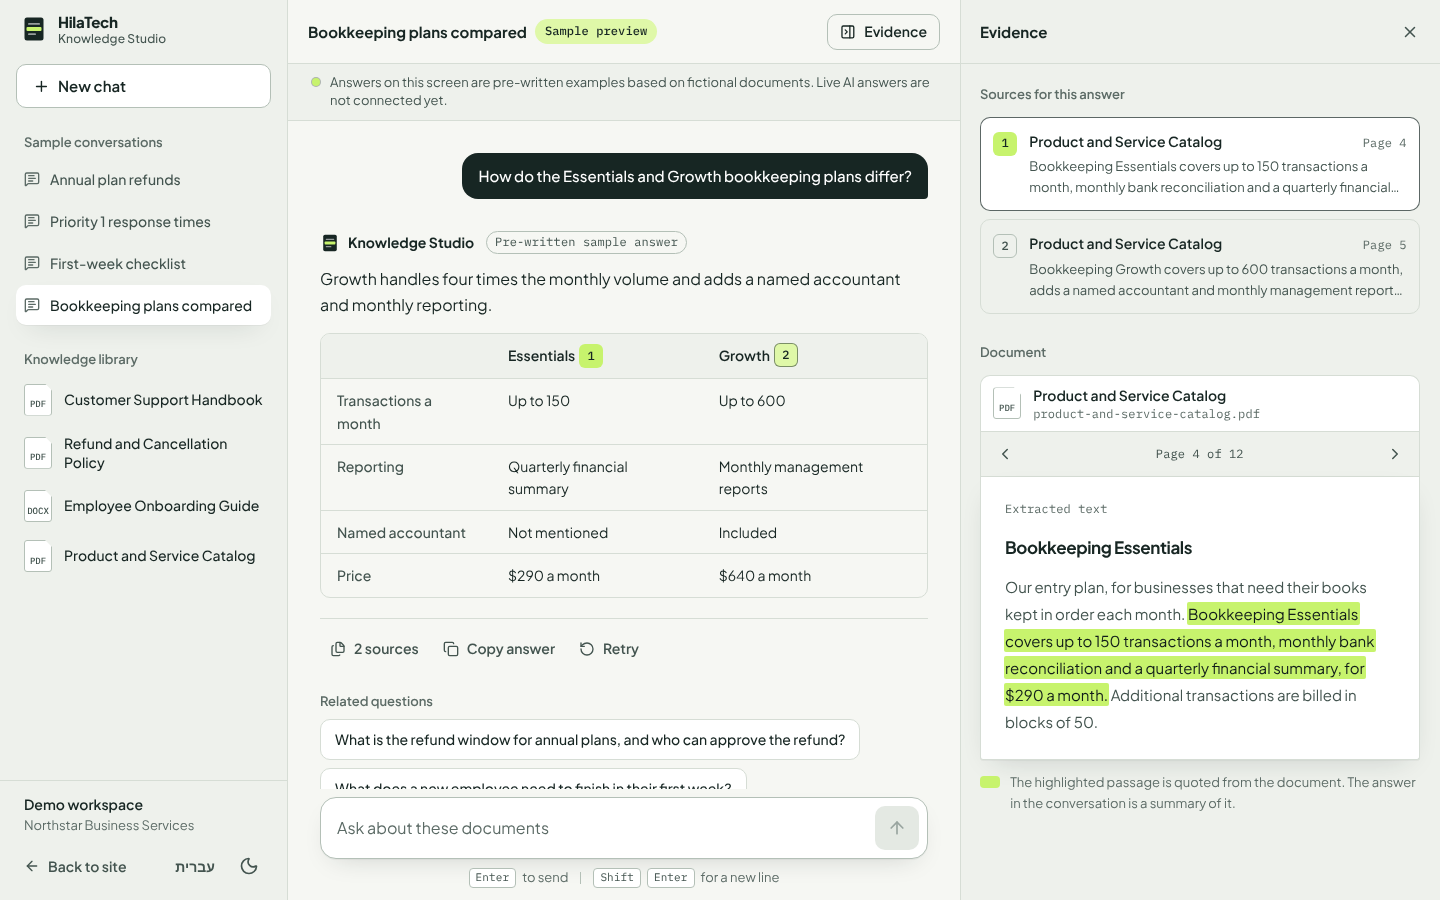 HilaTech
Knowledge Studio
New chat
Sample conversations
Annual plan refunds
Priority 1 response times
First-week checklist
Bookkeeping plans compared
Knowledge library
PDF
Customer Support Handbook
PDF
Refund and Cancellation
Policy
DOCX
Employee Onboarding Guide
PDF
Product and Service Catalog
Demo workspace
Northstar Business Services
Back to site
עברית
Bookkeeping plans compared
Sample preview
Evidence
Answers on this screen are pre-written examples based on fictional documents. Live AI answers are
not connected yet.
How do the Essentials and Growth bookkeeping plans differ?
Knowledge Studio
Pre-written sample answer
Growth handles four times the monthly volume and adds a named accountant
and monthly reporting.
Essentials 1
Growth 2
Transactions a
month
Up to 150
Up to 600
Reporting
Quarterly financial
summary
Monthly management
reports
Named accountant
Not mentioned
Included
Price
$290 a month
$640 a month
2 sources
Copy answer
Retry
Related questions
What is the refund window for annual plans, and who can approve the refund?
What does a new employee need to finish in their first week?
Ask about these documents
Enter to send
Shift Enter for a new line
Evidence
Sources for this answer
1
Product and Service Catalog
Page 4
Bookkeeping Essentials covers up to 150 transactions a
month, monthly bank reconciliation and a quarterly financial…
2
Product and Service Catalog
Page 5
Bookkeeping Growth covers up to 600 transactions a month,
adds a named accountant and monthly management report…
Document
PDF
Product and Service Catalog
product-and-service-catalog.pdf
Page 4 of 12
Extracted text
Bookkeeping Essentials
Our entry plan, for businesses that need their books
kept in order each month. Bookkeeping Essentials
covers up to 150 transactions a month, monthly bank
reconciliation and a quarterly financial summary, for
$290 a month. Additional transactions are billed in
blocks of 50.
The highlighted passage is quoted from the document. The answer
in the conversation is a summary of it.